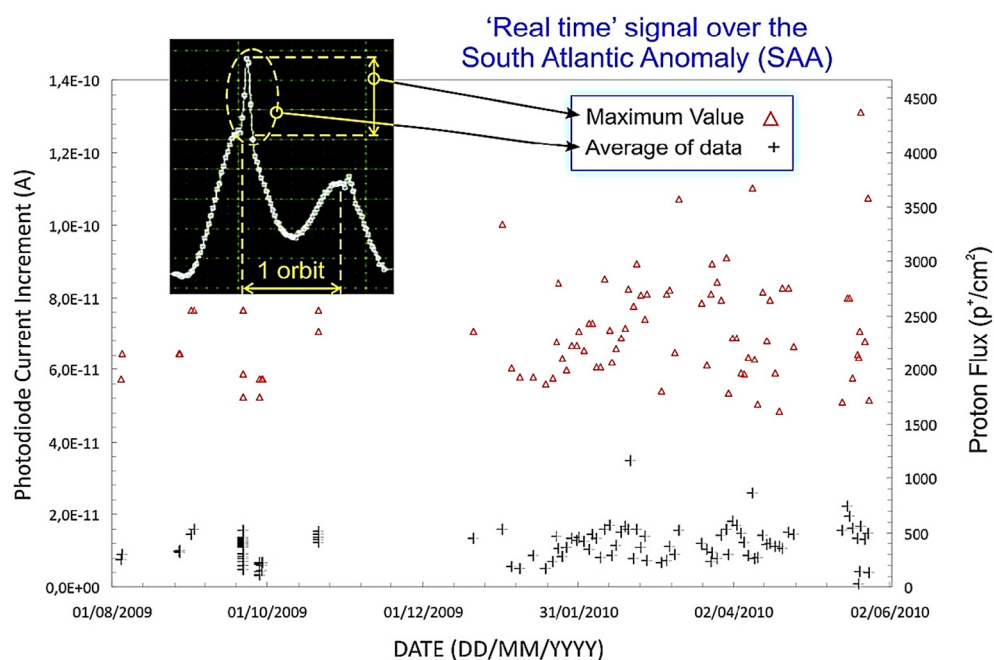 ‘Real time’ signal over the
South Atlantic Anomaly (SAA)
Maximum Value
Average of data
1 orbit
Photodiode Current Increment (A)
1,4E-10
1,2E-10
1,0E-10
8,0E-11
6,0E-11
4,0E-11
2,0E-11
0,0E+00
Proton Flux (p⁺/cm²)
4500
4000
3500
3000
2500
2000
1500
1000
500
0
01/08/2009 01/10/2009 01/12/2009 31/01/2010 02/04/2010 02/06/2010
DATE (DD/MM/YYYY)